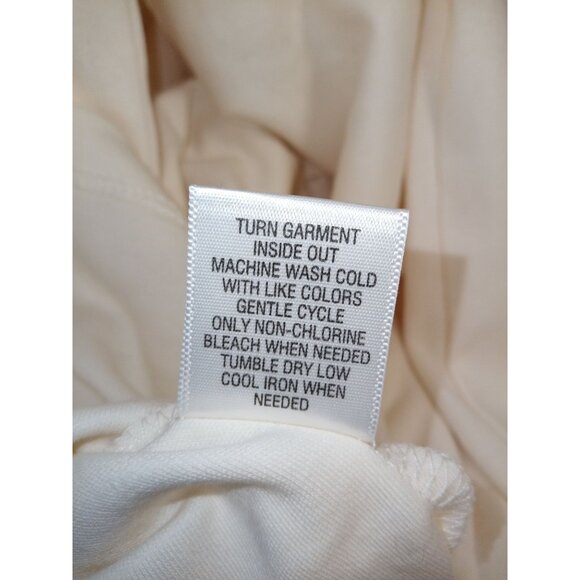 TURN GARMENT
INSIDE OUT
MACHINE WASH COLD
WITH LIKE COLORS
GENTLE CYCLE
ONLY NON-CHLORINE
BLEACH WHEN NEEDED
TUMBLE DRY LOW
COOL IRON WHEN
NEEDED